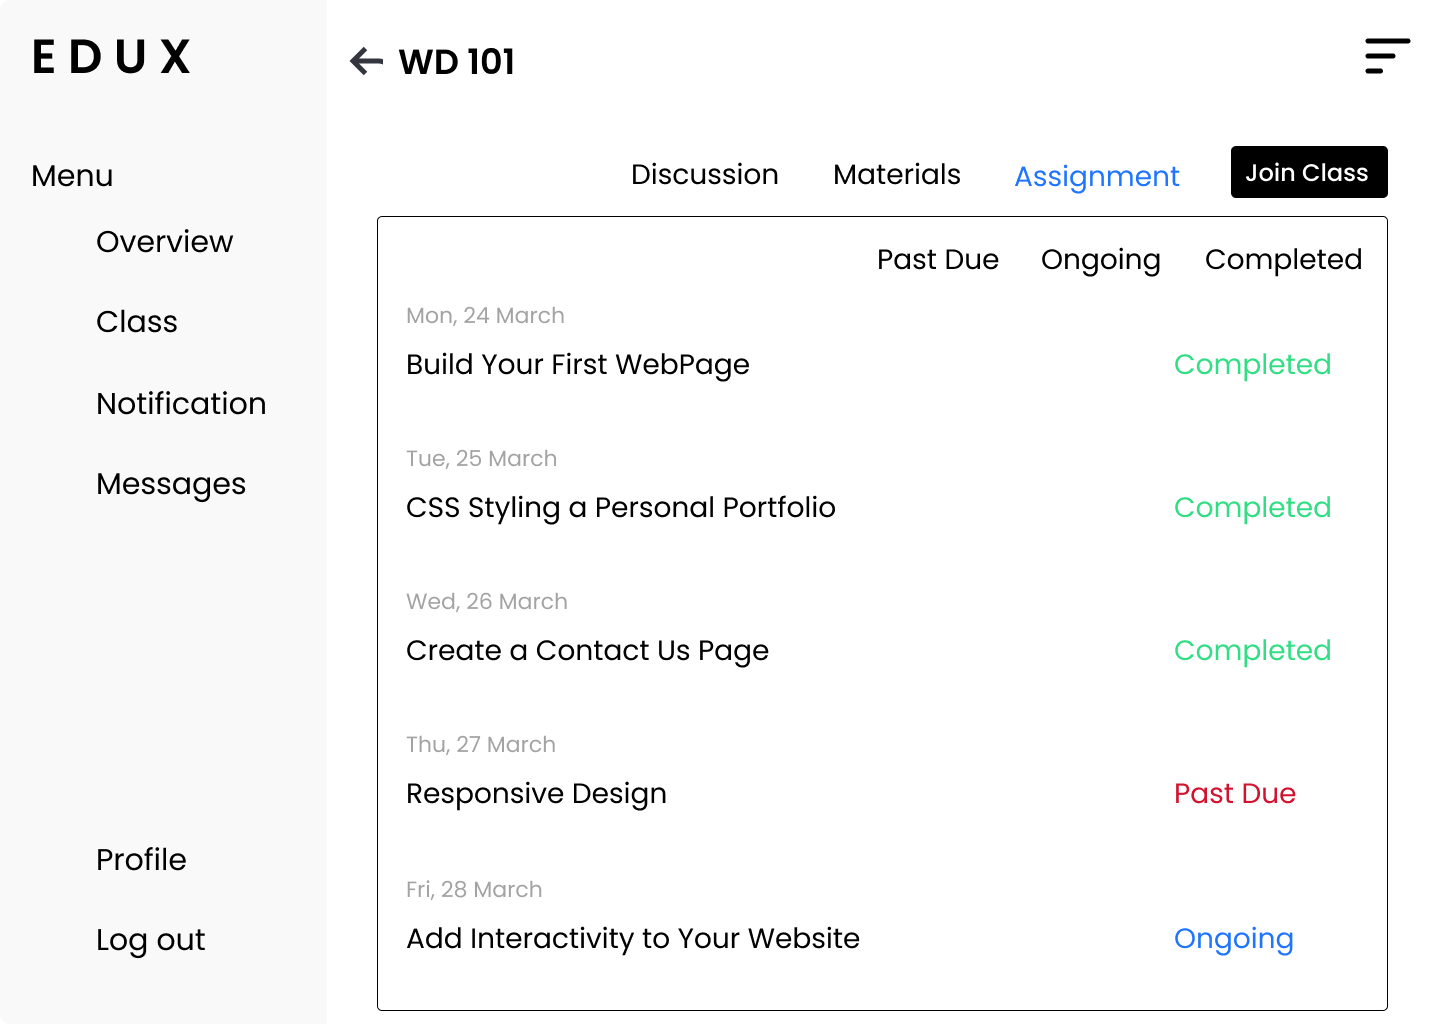 EDUX
WD 101
Menu
Overview
Class
Notification
Messages
Profile
Log out
Discussion Materials Assignment Join Class
Past Due Ongoing Completed
Mon, 24 March
Build Your First WebPage Completed
Tue, 25 March
CSS Styling a Personal Portfolio Completed
Wed, 26 March
Create a Contact Us Page Completed
Thu, 27 March
Responsive Design Past Due
Fri, 28 March
Add Interactivity to Your Website Ongoing